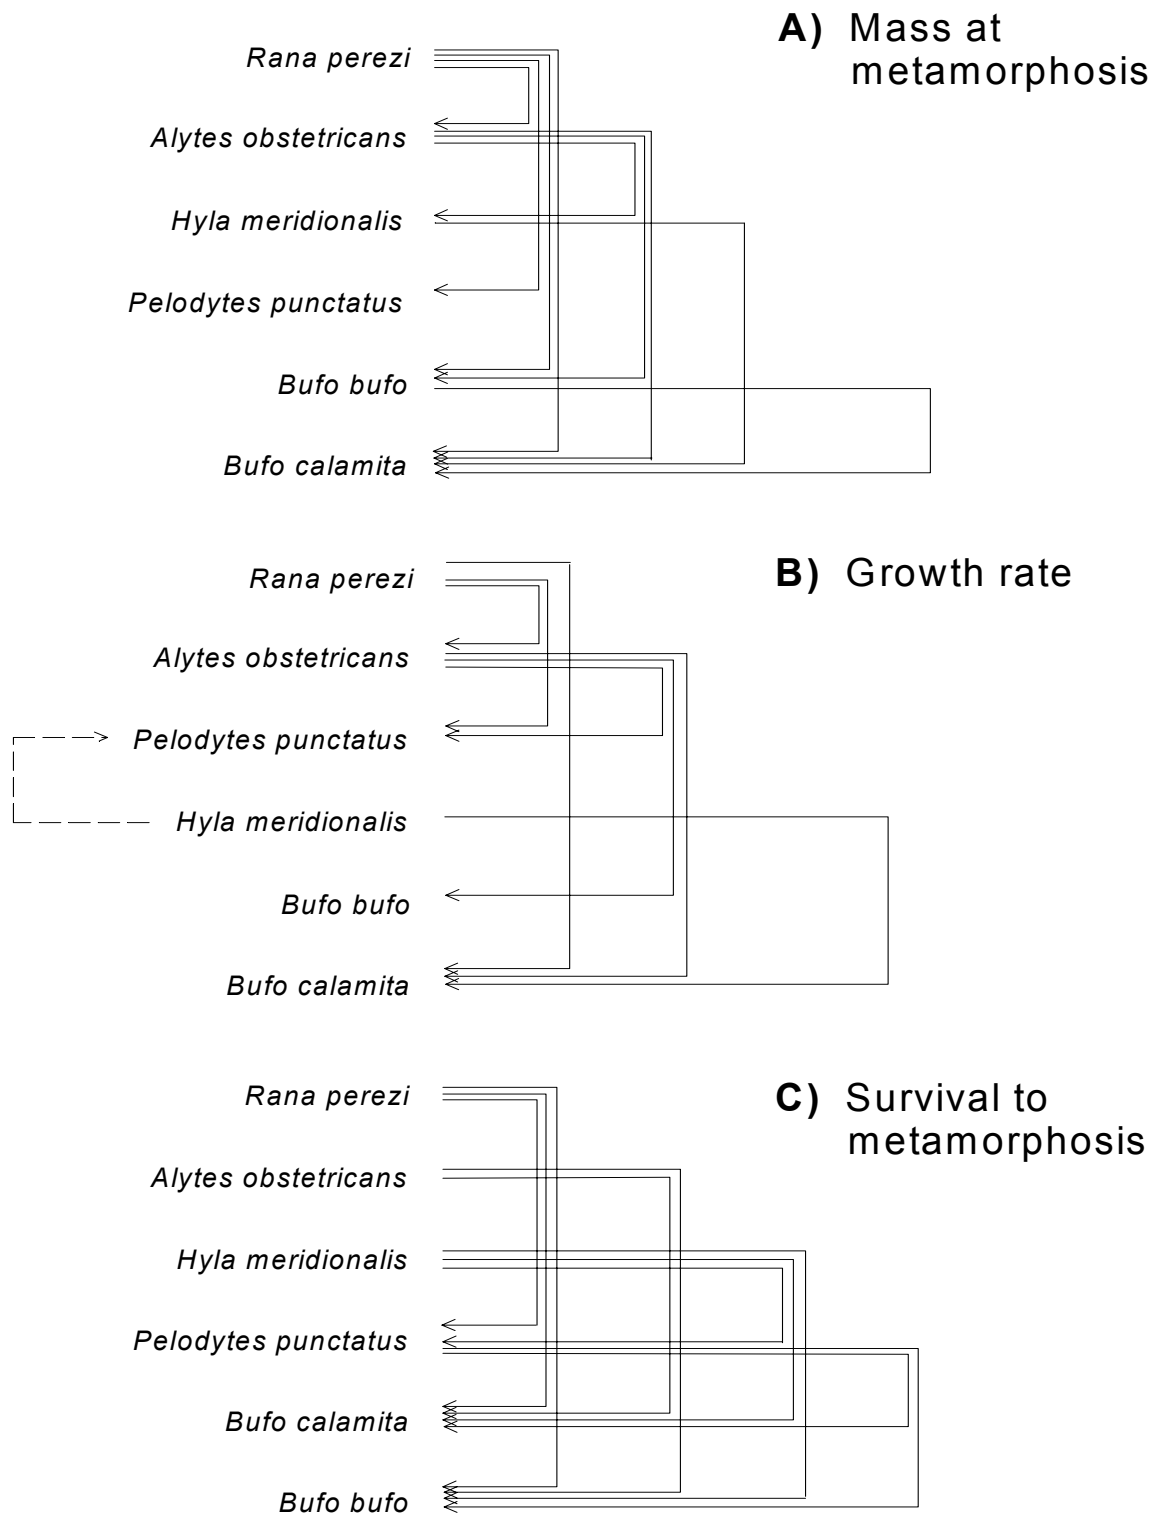 A) Mass at
metamorphosis
Rana perezi
Alytes obstetricans
Hyla meridionalis
Pelodytes punctatus
Bufo bufo
Bufo calamita
B) Growth rate
Rana perezi
Alytes obstetricans
Pelodytes punctatus
Hyla meridionalis
Bufo bufo
Bufo calamita
C) Survival to
metamorphosis
Rana perezi
Alytes obstetricans
Hyla meridionalis
Pelodytes punctatus
Bufo calamita
Bufo bufo